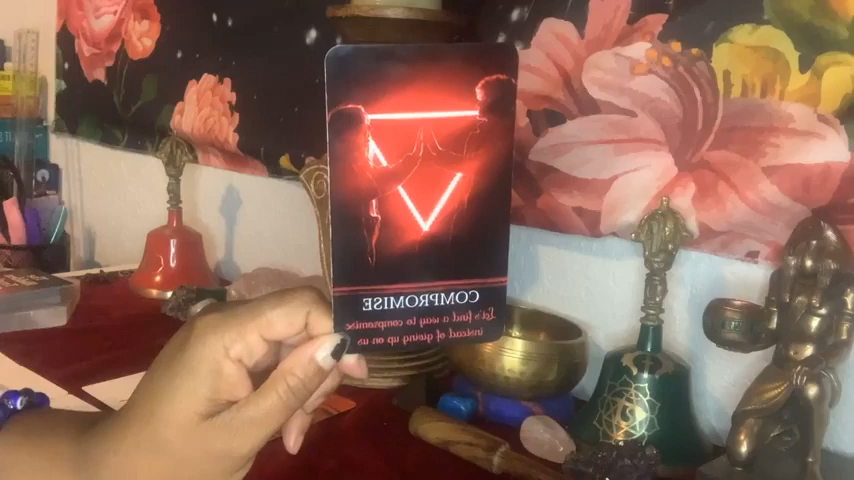 COMPROMISE
Let's find a way to compromise
instead of giving up on us